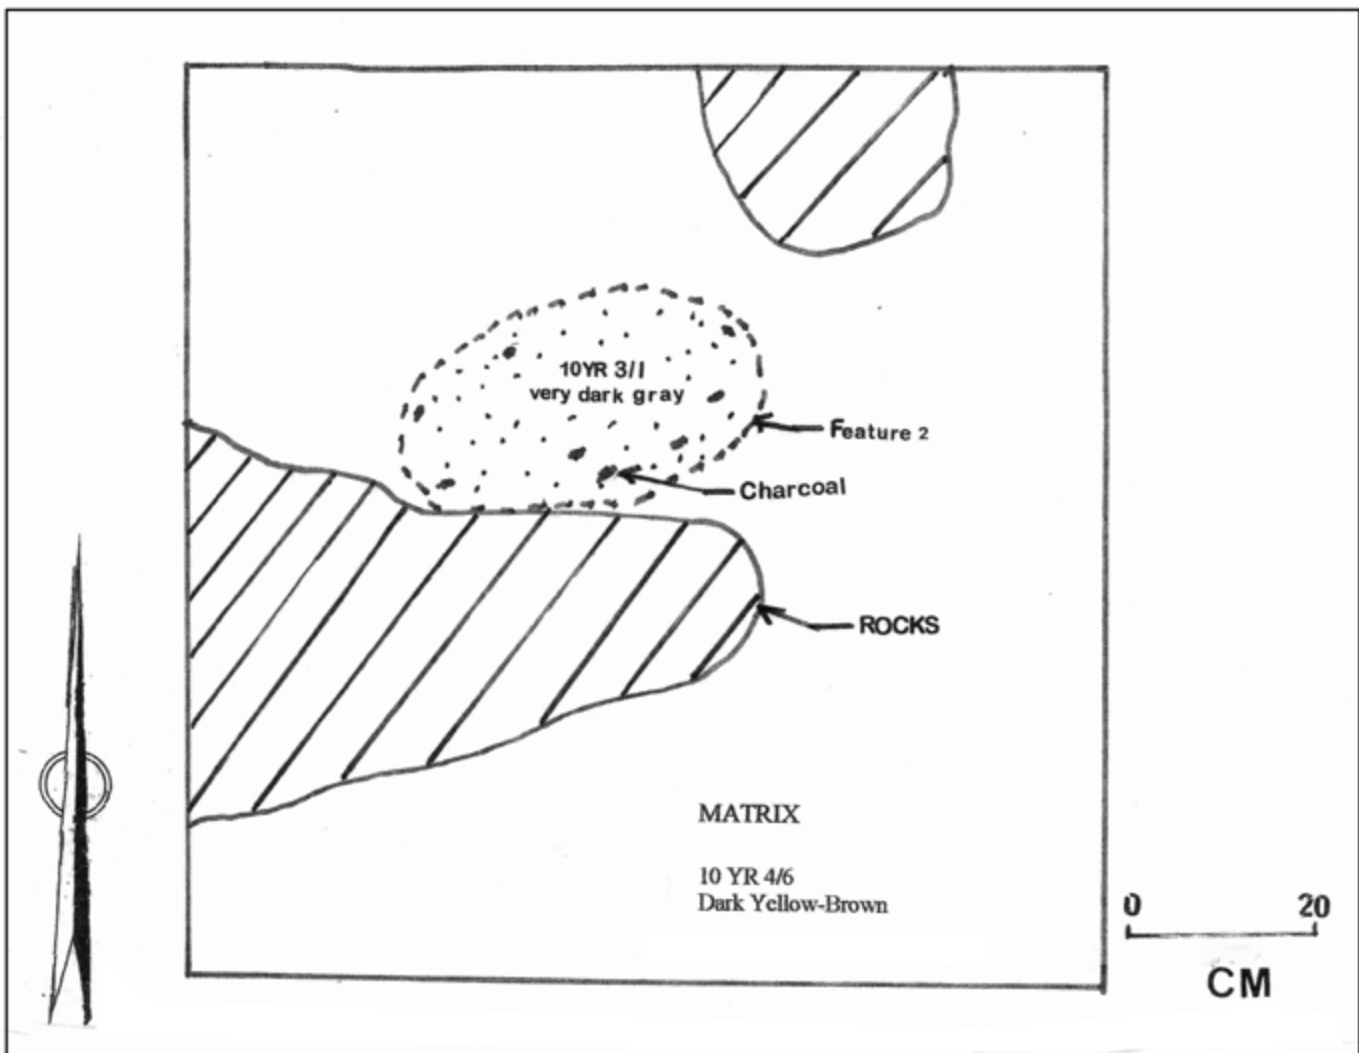 10YR 3/1
very dark gray
Feature 2
Charcoal
ROCKS
MATRIX
10 YR 4/6
Dark Yellow-Brown
0 20
CM